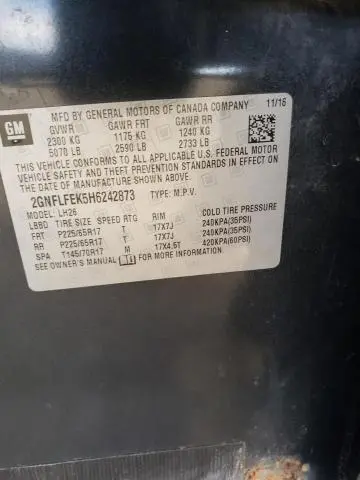 MFD BY GENERAL MOTORS OF CANADA COMPANY 11/16
GM
GVWR GAWR FRT GAWR RR
2300 KG 1175 KG 1240 KG
5070 LB 2590 LB 2733 LB
THIS VEHICLE CONFORMS TO ALL APPLICABLE U.S. FEDERAL MOTOR
VEHICLE SAFETY AND THEFT PREVENTION STANDARDS IN EFFECT ON
THE DATE OF MANUFACTURE SHOWN ABOVE.
2GNFLFEK5H6242873 TYPE: M.P.V.
MODEL: LH26
LBBD TIRE SIZE SPEED RTG RIM COLD TIRE PRESSURE
FRT P225/65R17 T 17X7J 240KPA(35PSI)
RR P225/65R17 T 17X7J 240KPA(35PSI)
SPA T145/70R17 M 17X4.5T 420KPA(60PSI)
SEE OWNER'S MANUAL FOR MORE INFORMATION